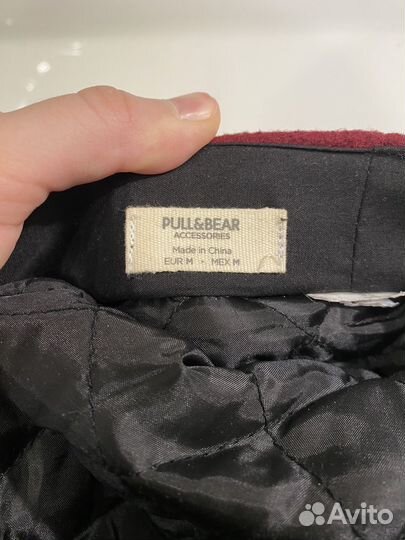 PULL&BEAR
ACCESSORIES
Made in China
EUR M - MEX M
Avito